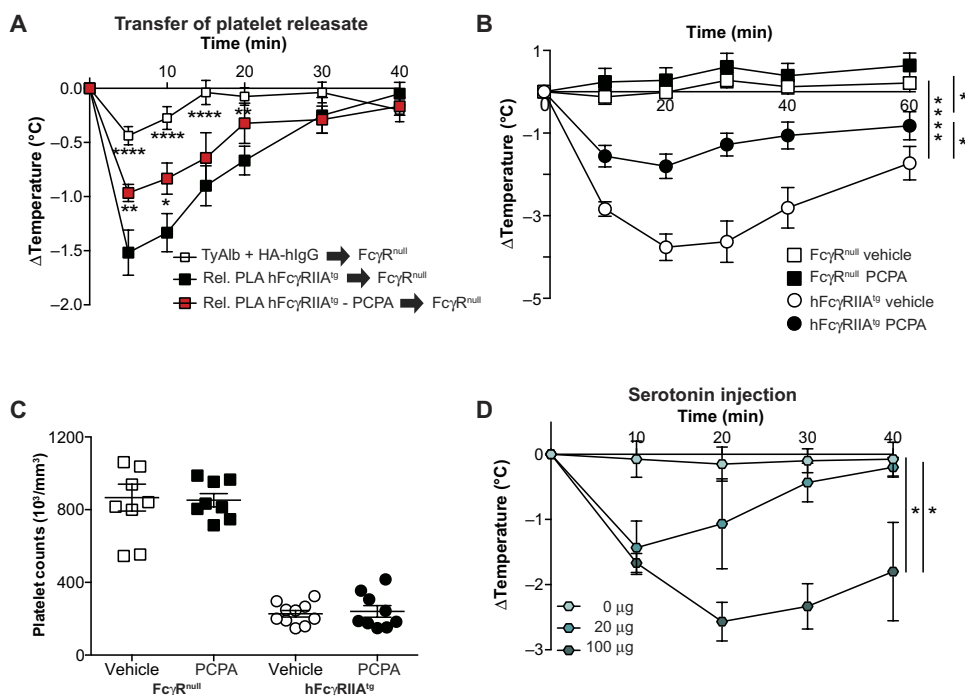 A
Transfer of platelet releasate
Time (min)
10 20 30 40
0.0
–0.5
–1.0
–1.5
–2.0
ΔTemperature (°C)
**** **** **** **
** *
TyAlb + HA-hIgG ➡ FcγRnull
Rel. PLA hFcγRIIAtg ➡ FcγRnull
Rel. PLA hFcγRIIAtg - PCPA ➡ FcγRnull
B
Time (min)
1
0 10 20 30 40 60
–1
–3
–5
ΔTemperature (°C)
**** * *
FcγRnull vehicle
FcγRnull PCPA
hFcγRIIAtg vehicle
hFcγRIIAtg PCPA
C
1200
800
400
0
Platelet counts (10³/mm³)
Vehicle PCPA Vehicle PCPA
FcγRnull hFcγRIIAtg
D
Serotonin injection
Time (min)
10 20 30 40
0
–1
–2
–3
ΔTemperature (°C)
* *
0 μg
20 μg
100 μg